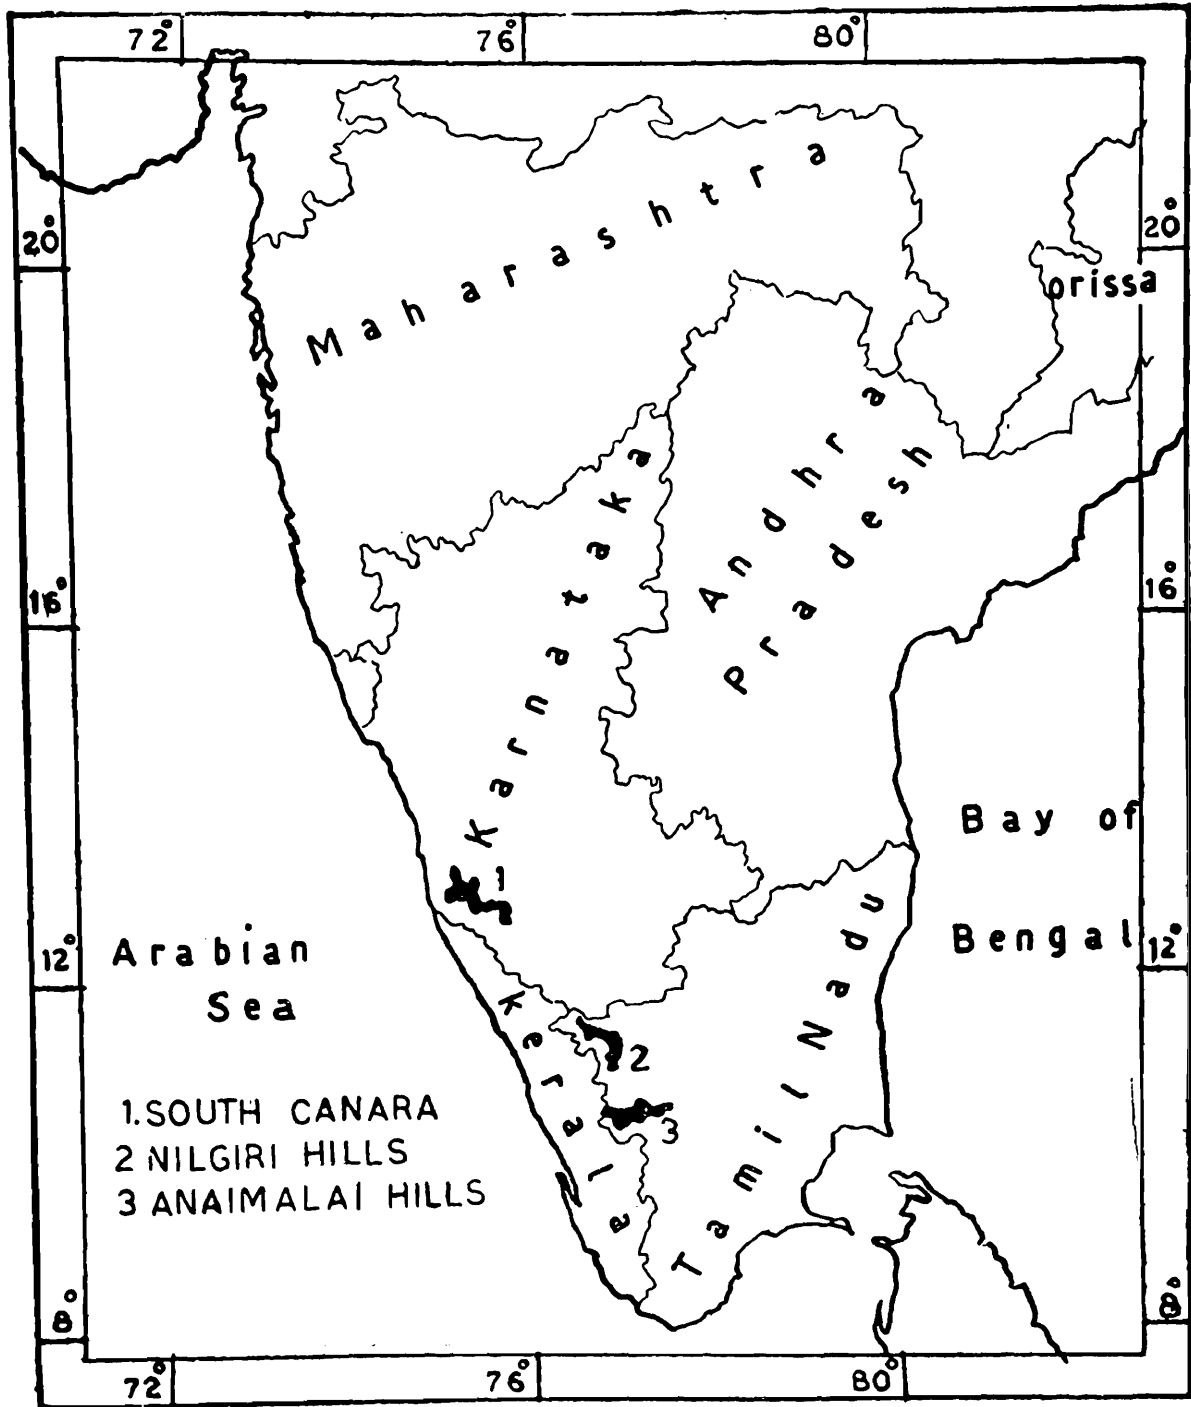 72° 76° 80°
20° 20°
Maharashtra
orissa
Andhra
Pradesh
Karnataka
16° 16°
Bay of
Bengal
1
12° 12°
Arabian
Sea
Kerala
Tamil Nadu
2
3
1. SOUTH CANARA
2 NILGIRI HILLS
3 ANAIMALAI HILLS
8° 8°
72° 76° 80°